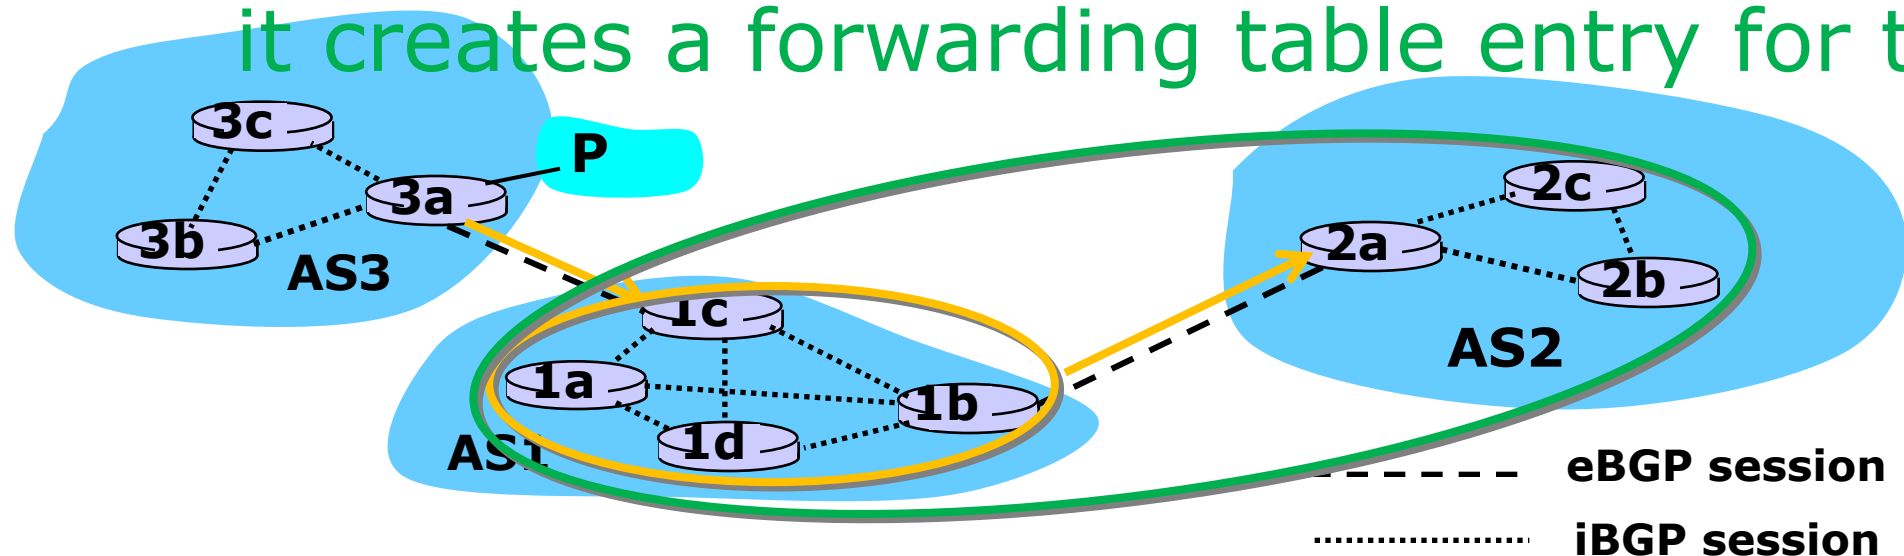 it creates a forwarding table entry for t
3c
P
3a
3b
AS3
2c
2a
2b
AS2
1c
1a
1b
1d
AS1
eBGP session
iBGP session